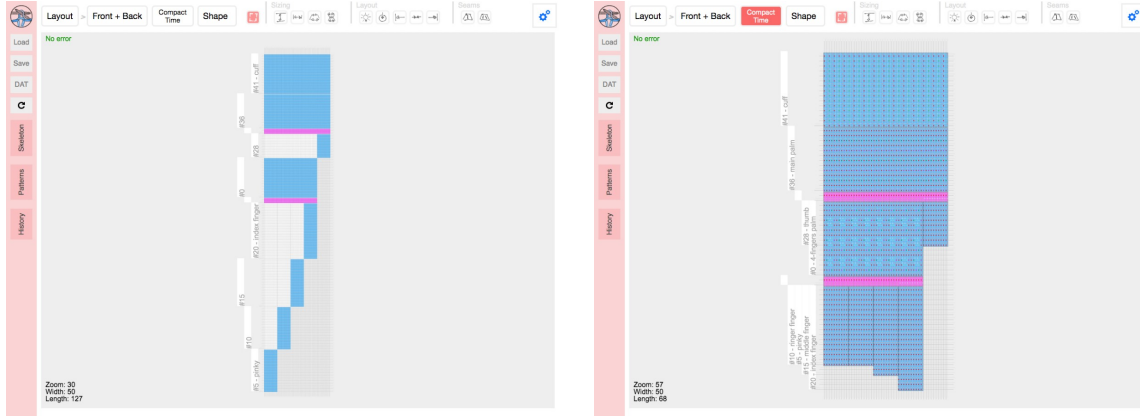 Layout
Front + Back
Compact
Time
Shape
Sizing
Layout
Seams
Load
Save
DAT
Skeleton
Patterns
History
No error
#41 - cuff
#36
#28
#0
#20 - index finger
#15
#10
#5 - pinky
Zoom: 30
Width: 50
Length: 127
Layout
Front + Back
Compact
Time
Shape
Sizing
Layout
Seams
Load
Save
DAT
Skeleton
Patterns
History
No error
#41 - cuff
#36 - main palm
#28 - thumb
#0 - 4-fingers palm
#10 - ringer finger
#5 - pinky
#15 - middle finger
#20 - index finger
Zoom: 57
Width: 50
Length: 68